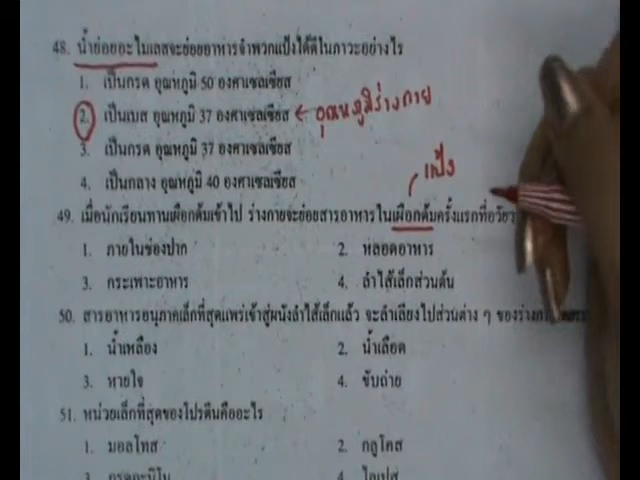 48. น้ำย่อยอะไมเลสจะย่อยอาหารจำพวกแป้งได้ดีในภาวะอย่างไร
1. เป็นกรด อุณหภูมิ 50 องศาเซลเซียส
2. เป็นเบส อุณหภูมิ 37 องศาเซลเซียส ← อุณหภูมิร่างกาย
3. เป็นกรด อุณหภูมิ 37 องศาเซลเซียส
4. เป็นกลาง อุณหภูมิ 40 องศาเซลเซียส
แป้ง
49. เมื่อนักเรียนทานเผือกต้มเข้าไป ร่างกายจะย่อยสารอาหารในเผือกต้มครั้งแรกที่อวัยว
1. ภายในช่องปาก 2. หลอดอาหาร
3. กระเพาะอาหาร 4. ลำไส้เล็กส่วนต้น
50. สารอาหารอนุภาคเล็กที่สุดแพร่เข้าสู่ผนังลำไส้เล็กแล้ว จะลำเลียงไปส่วนต่าง ๆ ของร่างก
1. น้ำเหลือง 2. น้ำเลือด
3. หายใจ 4. ขับถ่าย
51. หน่วยเล็กที่สุดของโปรตีนคืออะไร
1. มอลโทส 2. กลูโคส
3. กรดอะมิโน 4.